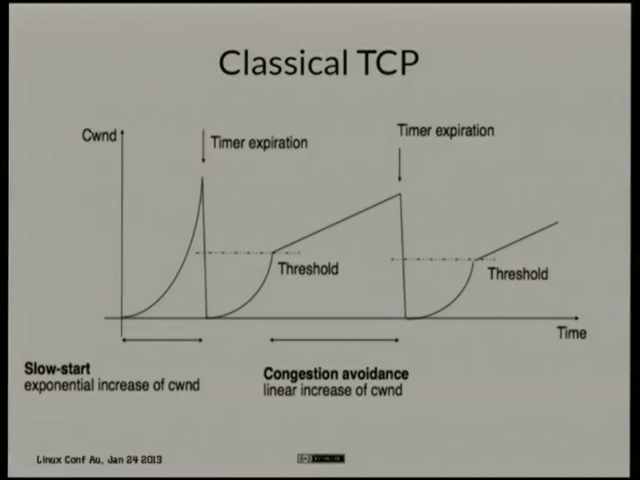 Classical TCP
Cwnd
Timer expiration
Timer expiration
Threshold
Threshold
Time
Slow-start
exponential increase of cwnd
Congestion avoidance
linear increase of cwnd
Linux Conf Au, Jan 24 2013